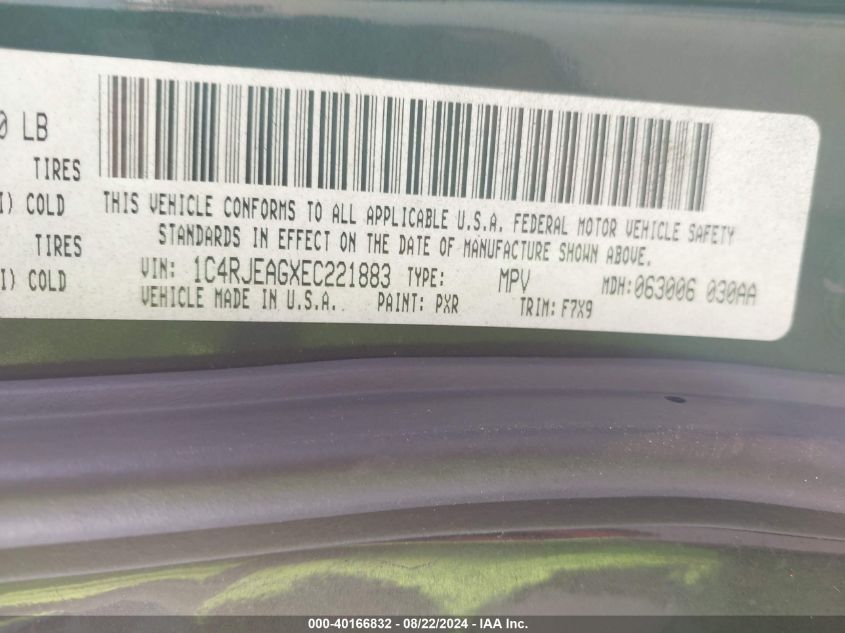 0 LB
TIRES
I) COLD
TIRES
I) COLD
THIS VEHICLE CONFORMS TO ALL APPLICABLE U.S.A. FEDERAL MOTOR VEHICLE SAFETY
STANDARDS IN EFFECT ON THE DATE OF MANUFACTURE SHOWN ABOVE.
VIN: 1C4RJEAGXEC221883 TYPE: MPV MDH:063006 030AA
VEHICLE MADE IN U.S.A. PAINT: PXR TRIM: F7X9
000-40166832 - 08/22/2024 - IAA Inc.